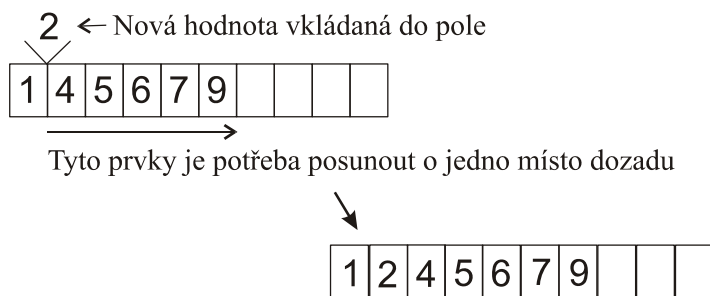 2 ← Nová hodnota vkládaná do pole
1 4 5 6 7 9
Tyto prvky je potřeba posunout o jedno místo dozadu
1 2 4 5 6 7 9